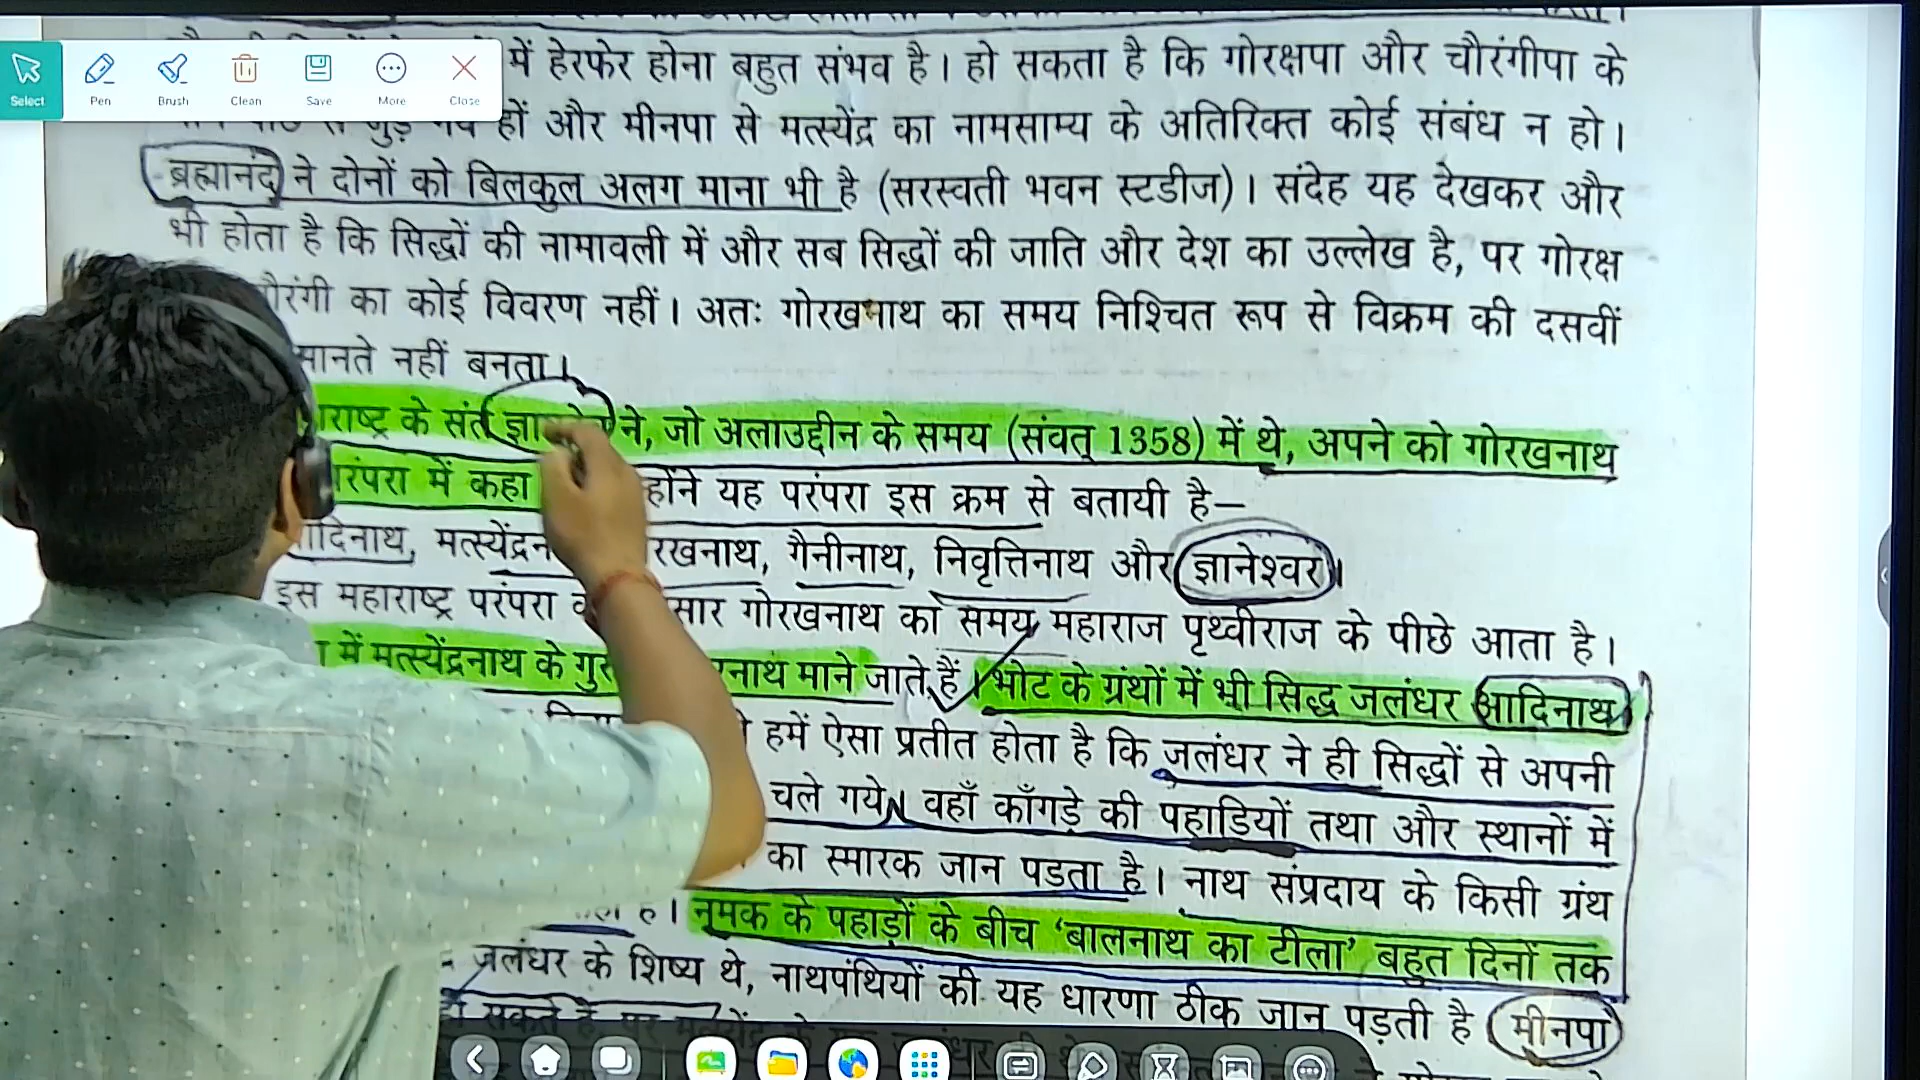 में हेरफेर होना बहुत संभव है। हो सकता है कि गोरक्षपा और चौरंगीपा के
Select Pen Brush Clean Save More Close
हों और मीनपा से मत्स्येंद्र का नामसाम्य के अतिरिक्त कोई संबंध न हो।
ब्रह्मानंद ने दोनों को बिलकुल अलग माना भी है (सरस्वती भवन स्टडीज)। संदेह यह देखकर और
भी होता है कि सिद्धों की नामावली में और सब सिद्धों की जाति और देश का उल्लेख है, पर गोरक्ष
का कोई विवरण नहीं। अतः गोरखनाथ का समय निश्चित रूप से विक्रम की दसवीं
मानते नहीं बनता।
के संत ने, जो अलाउद्दीन के समय (संवत् 1358) में थे, अपने को गोरखनाथ
में कहा यह परंपरा इस क्रम से बतायी है—
गैनीनाथ, निवृत्तिनाथ और ज्ञानेश्वर।
इस महाराष्ट्र परंपरा गोरखनाथ का समय महाराज पृथ्वीराज के पीछे आता है।
में मत्स्येंद्रनाथ के माने जाते हैं। भोट के ग्रंथों में भी सिद्ध जलंधर आदिनाथ
हमें ऐसा प्रतीत होता है कि जलंधर ने ही सिद्धों से अपनी
चले गये। वहाँ काँगड़े की पहाडियों तथा और स्थानों में
का स्मारक जान पडता है। नाथ संप्रदाय के किसी ग्रंथ
नमक के पहाड़ों के बीच ‘बालनाथ का टीला’ बहुत दिनों तक
जलंधर के शिष्य थे, नाथपंथियों की यह धारणा ठीक जान पड़ती है मीनपा